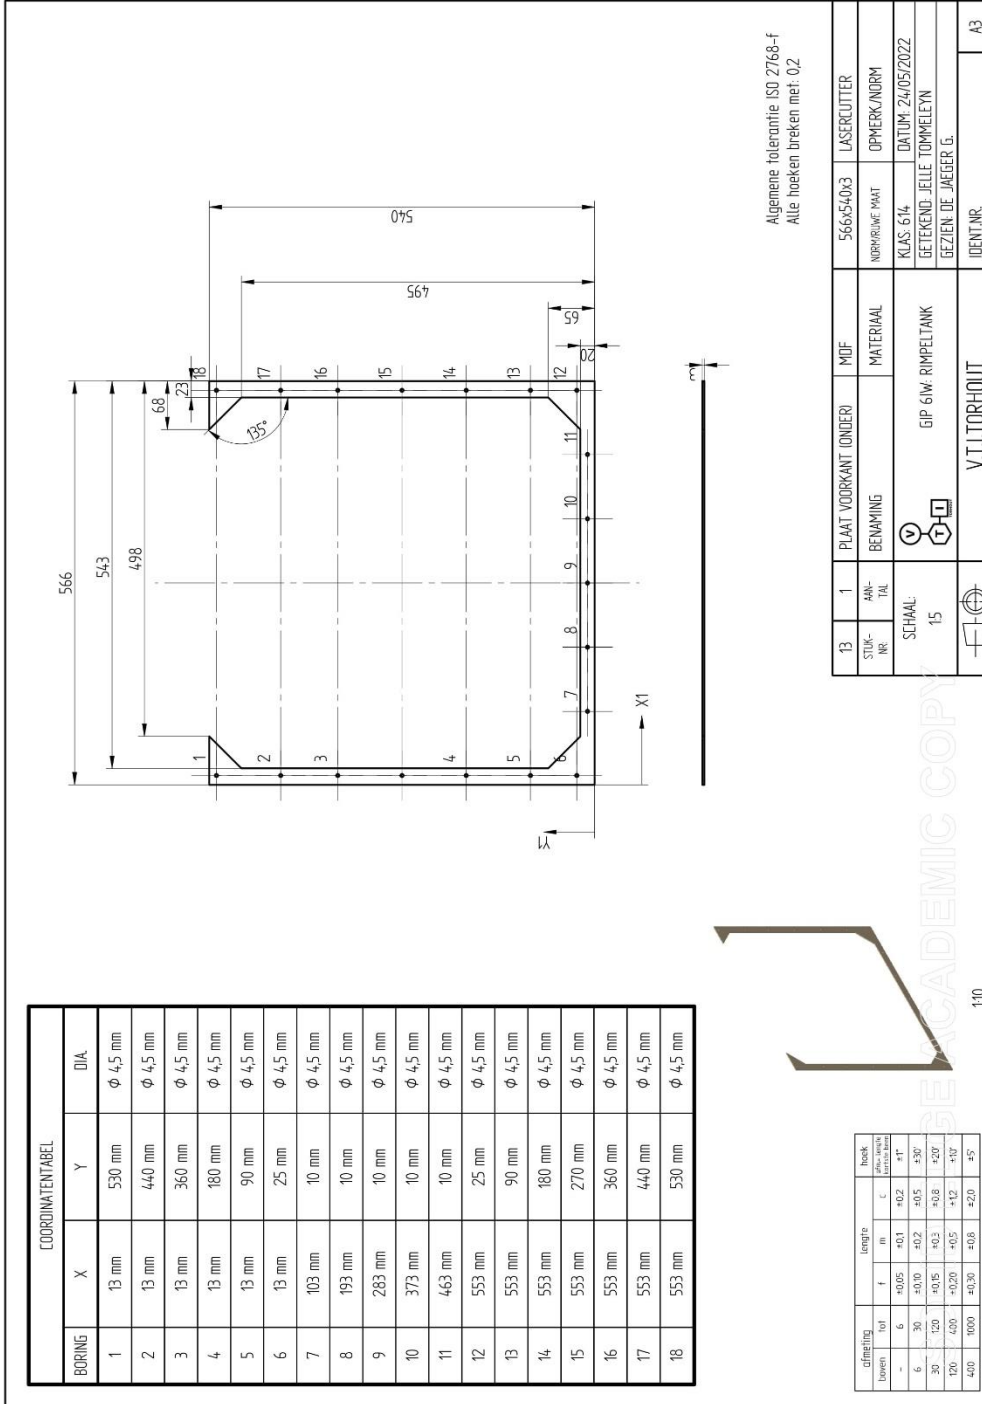 COORDINATENTABEL
BORING X Y DIA.
1 13 mm 530 mm Φ 4,5 mm
2 13 mm 440 mm Φ 4,5 mm
3 13 mm 360 mm Φ 4,5 mm
4 13 mm 180 mm Φ 4,5 mm
5 13 mm 90 mm Φ 4,5 mm
6 13 mm 25 mm Φ 4,5 mm
7 103 mm 10 mm Φ 4,5 mm
8 193 mm 10 mm Φ 4,5 mm
9 283 mm 10 mm Φ 4,5 mm
10 373 mm 10 mm Φ 4,5 mm
11 463 mm 10 mm Φ 4,5 mm
12 553 mm 25 mm Φ 4,5 mm
13 553 mm 90 mm Φ 4,5 mm
14 553 mm 180 mm Φ 4,5 mm
15 553 mm 270 mm Φ 4,5 mm
16 553 mm 360 mm Φ 4,5 mm
17 553 mm 440 mm Φ 4,5 mm
18 553 mm 530 mm Φ 4,5 mm
566
543
498
68
23
135°
540
495
65
20
1
2
3
4
5
6
7
8
9
10
11
12
13
14
15
16
17
18
X1
Y1
3
Algemene tolerantie ISO 2768-f
Alle hoeken breken met: 0,2
1:10
afmeting lengte hoek
boven tot f m c
- 6 ±0,05 ±0,1 ±0,2 ±1°
6 30 ±0,10 ±0,2 ±0,5 ±30'
30 120 ±0,15 ±0,3 ±0,8 ±20'
120 400 ±0,20 ±0,5 ±1,2 ±10'
400 1000 ±0,30 ±0,8 ±2,0 ±5'
13 1 PLAAT VOORKANT (ONDER) MDF 566x540x3 LASERCUTTER
STUK-NR. AAN-TAL BENAMING MATERIAAL NORM/RUWE MAAT OPMERK./NORM
SCHAAL:
1:5
V
T I
GIP 6IW: RIMPELTANK
KLAS: 614 DATUM: 24/05/2022
GETEKEND: JELLE TOMMELEYN
GEZIEN: DE JAEGER G.
V.T.I. TORHOUT
IDENT.NR.
A3
ACADEMIC COPY